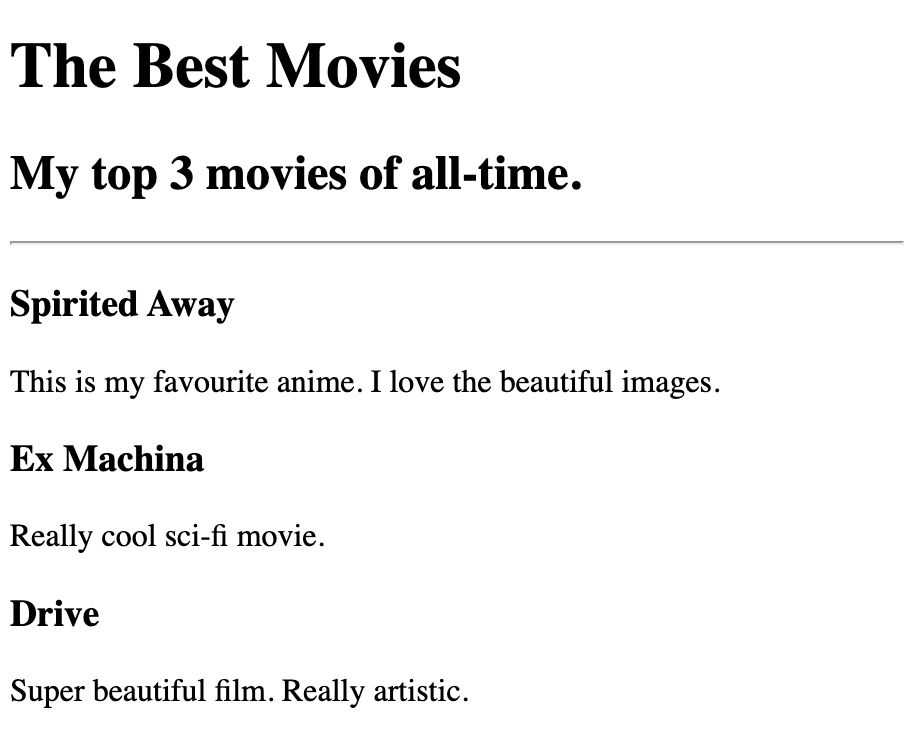 The Best Movies
My top 3 movies of all-time.
Spirited Away
This is my favourite anime. I love the beautiful images.
Ex Machina
Really cool sci-fi movie.
Drive
Super beautiful film. Really artistic.